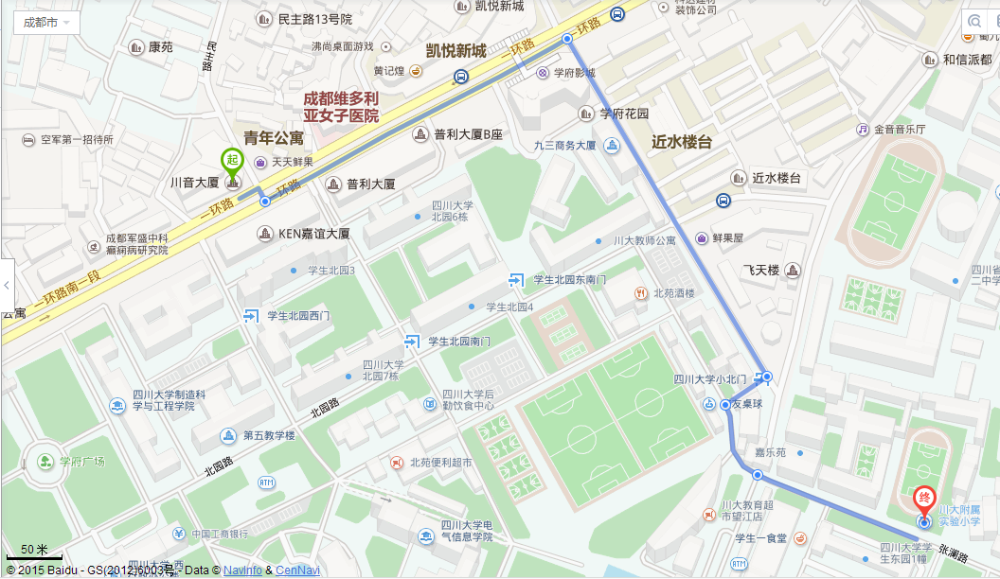 成都市
民主路13号院
凯悦新城
装饰公司
康苑
民主路
沸尚桌面游戏
凯悦新城
一环路
一环路
和信派都
黄记煌
学府影城
成都维多利
亚女子医院
学府花园
金音音乐厅
空军第一招待所
青年公寓
普利大厦B座
九三商务大厦
近水楼台
起
天天鲜果
川音大厦
普利大厦
近水楼台
一环路
一环路
四川大学
北园6栋
成都军盛中科
癫痫病研究院
KEN嘉谊大厦
川大教师公寓
鲜果屋
学生北园3
学生北园东南门
飞天楼
四川省
二中学
一环路南一段
北苑酒楼
公寓
学生北园西门
学生北园4
学生北园南门
四川大学
北园7栋
四川大学小北门
四川大学制造科
学与工程学院
四川大学后
勤饮食中心
友桌球
北园路
第五教学楼
嘉乐苑
学府广场
北园路
北苑便利超市
ATM
川大教育超
市望江店
终
川大附属
实验小学
中国工商银行
四川大学电
气信息学院
学生一食堂
50 米
四川大学学
生东园1幢
张澜路
ATM
四川大学西
© 2015 Baidu - GS(2012)6003号 - Data © NavInfo & CenNavi